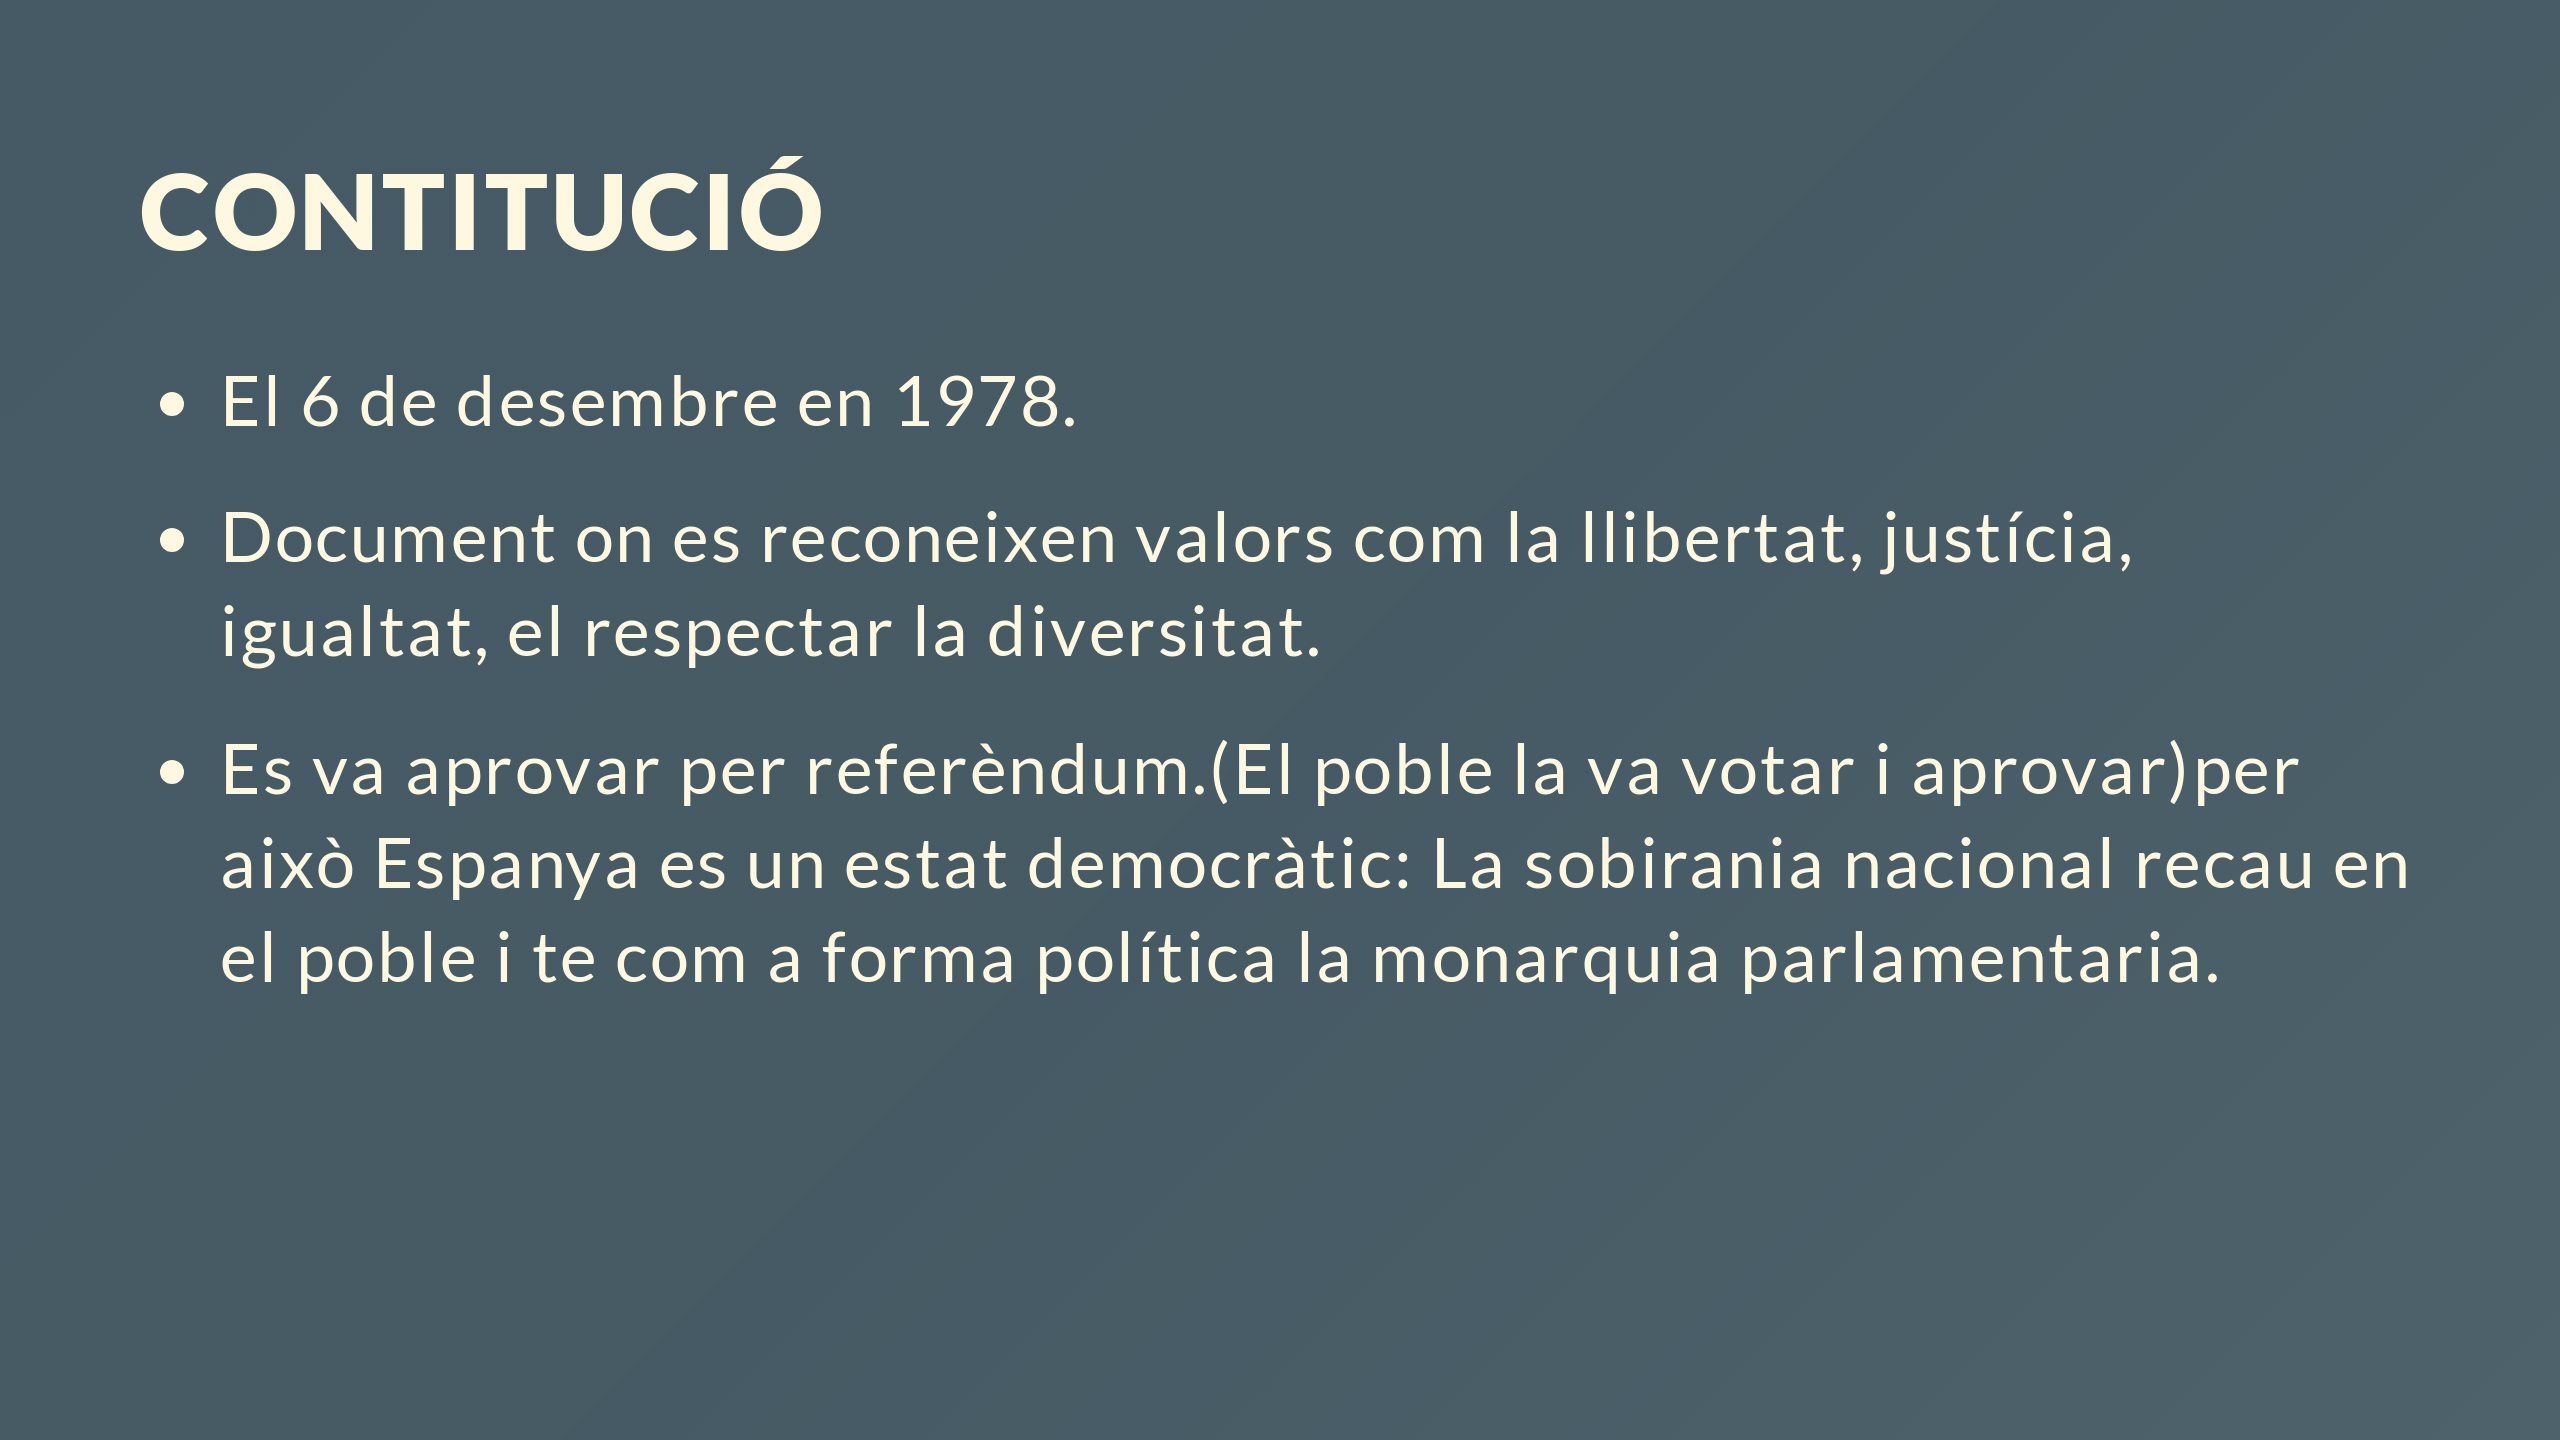 CONTITUCIÓ
• El 6 de desembre en 1978.
• Document on es reconeixen valors com la llibertat, justícia,
igualtat, el respectar la diversitat.
• Es va aprovar per referèndum.(El poble la va votar i aprovar)per
això Espanya es un estat democràtic: La sobirania nacional recau en
el poble i te com a forma política la monarquia parlamentaria.